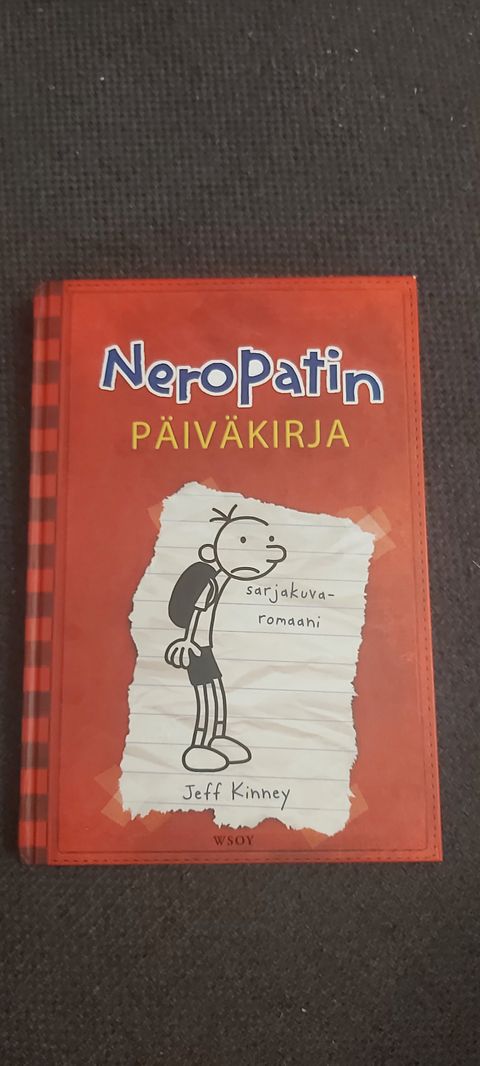 Neropatin
PÄIVÄKIRJA
sarjakuva-
romaani
Jeff Kinney
WSOY